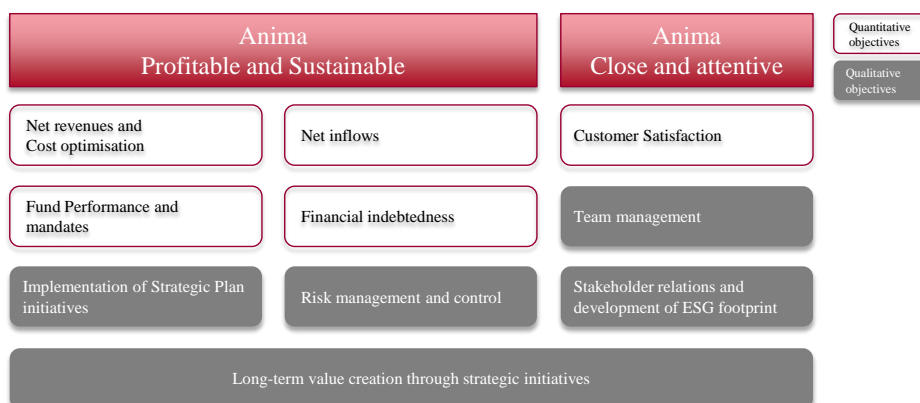 Anima
Profitable and Sustainable
Anima
Close and attentive
Quantitative
objectives
Qualitative
objectives
Net revenues and
Cost optimisation
Net inflows
Customer Satisfaction
Fund Performance and
mandates
Financial indebtedness
Team management
Implementation of Strategic Plan
initiatives
Risk management and control
Stakeholder relations and
development of ESG footprint
Long-term value creation through strategic initiatives